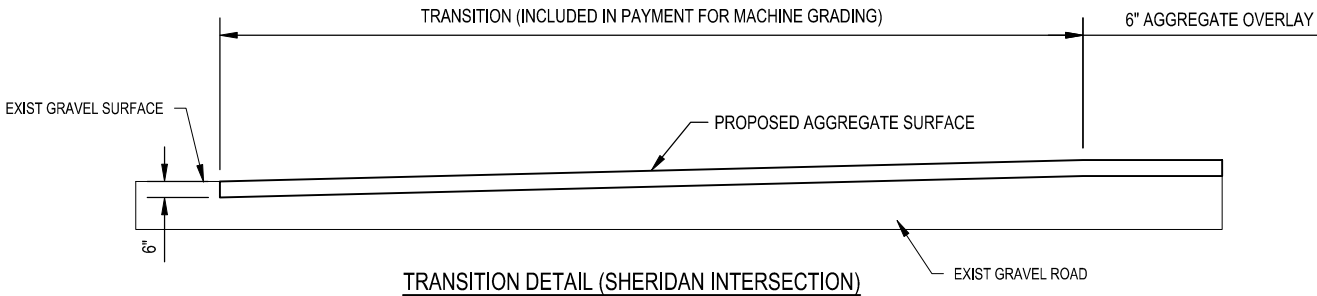 TRANSITION (INCLUDED IN PAYMENT FOR MACHINE GRADING)
6" AGGREGATE OVERLAY
EXIST GRAVEL SURFACE
PROPOSED AGGREGATE SURFACE
6"
EXIST GRAVEL ROAD
TRANSITION DETAIL (SHERIDAN INTERSECTION)